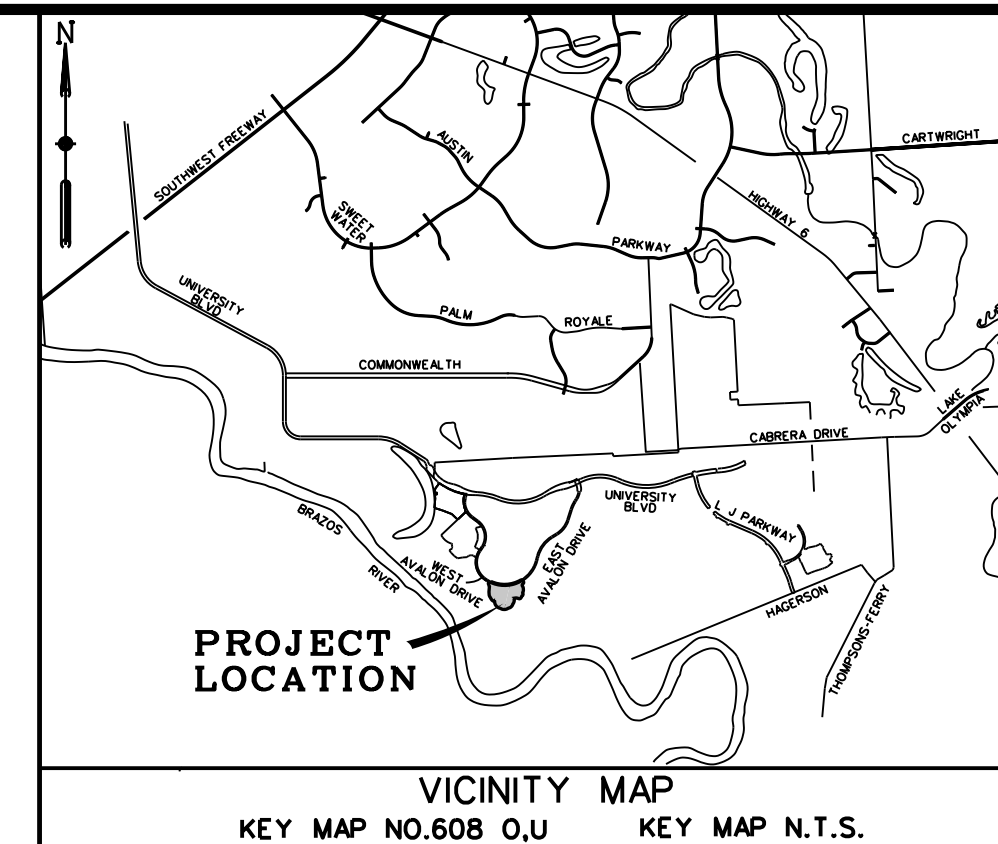 N
SOUTHWEST FREEWAY
AUSTIN
CARTWRIGHT
SWEET
WATER
HIGHWAY 6
PARKWAY
UNIVERSITY
BLVD
PALM
ROYALE
COMMONWEALTH
LAKE
OLYMPIA
CABRERA DRIVE
UNIVERSITY
BLVD
L J PARKWAY
BRAZOS
RIVER
WEST
AVALON DRIVE
EAST
AVALON DRIVE
HAGERSON
THOMPSONS-FERRY
PROJECT
LOCATION
VICINITY MAP
KEY MAP NO.608 O,U
KEY MAP N.T.S.